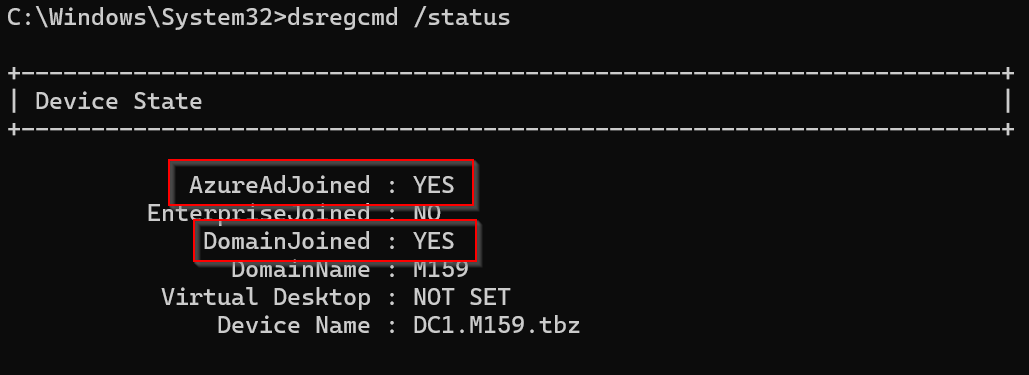 C:\Windows\System32>dsregcmd /status
+----------------------------------------------------------------------+
| Device State                                                         |
+----------------------------------------------------------------------+
AzureAdJoined : YES
EnterpriseJoined : NO
DomainJoined : YES
DomainName : M159
Virtual Desktop : NOT SET
Device Name : DC1.M159.tbz